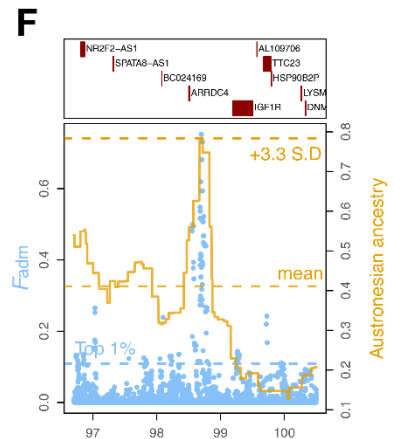 F
NR2F2-AS1
AL109706
SPATA8-AS1
TTC23
BC024169
HSP90B2P
ARRDC4
LYSM
IGF1R
DNM
+3.3 S.D
mean
Top 1%
Fadm
0.0
0.2
0.4
0.6
Austronesian ancestry
0.1
0.2
0.3
0.4
0.5
0.6
0.7
0.8
97
98
99
100